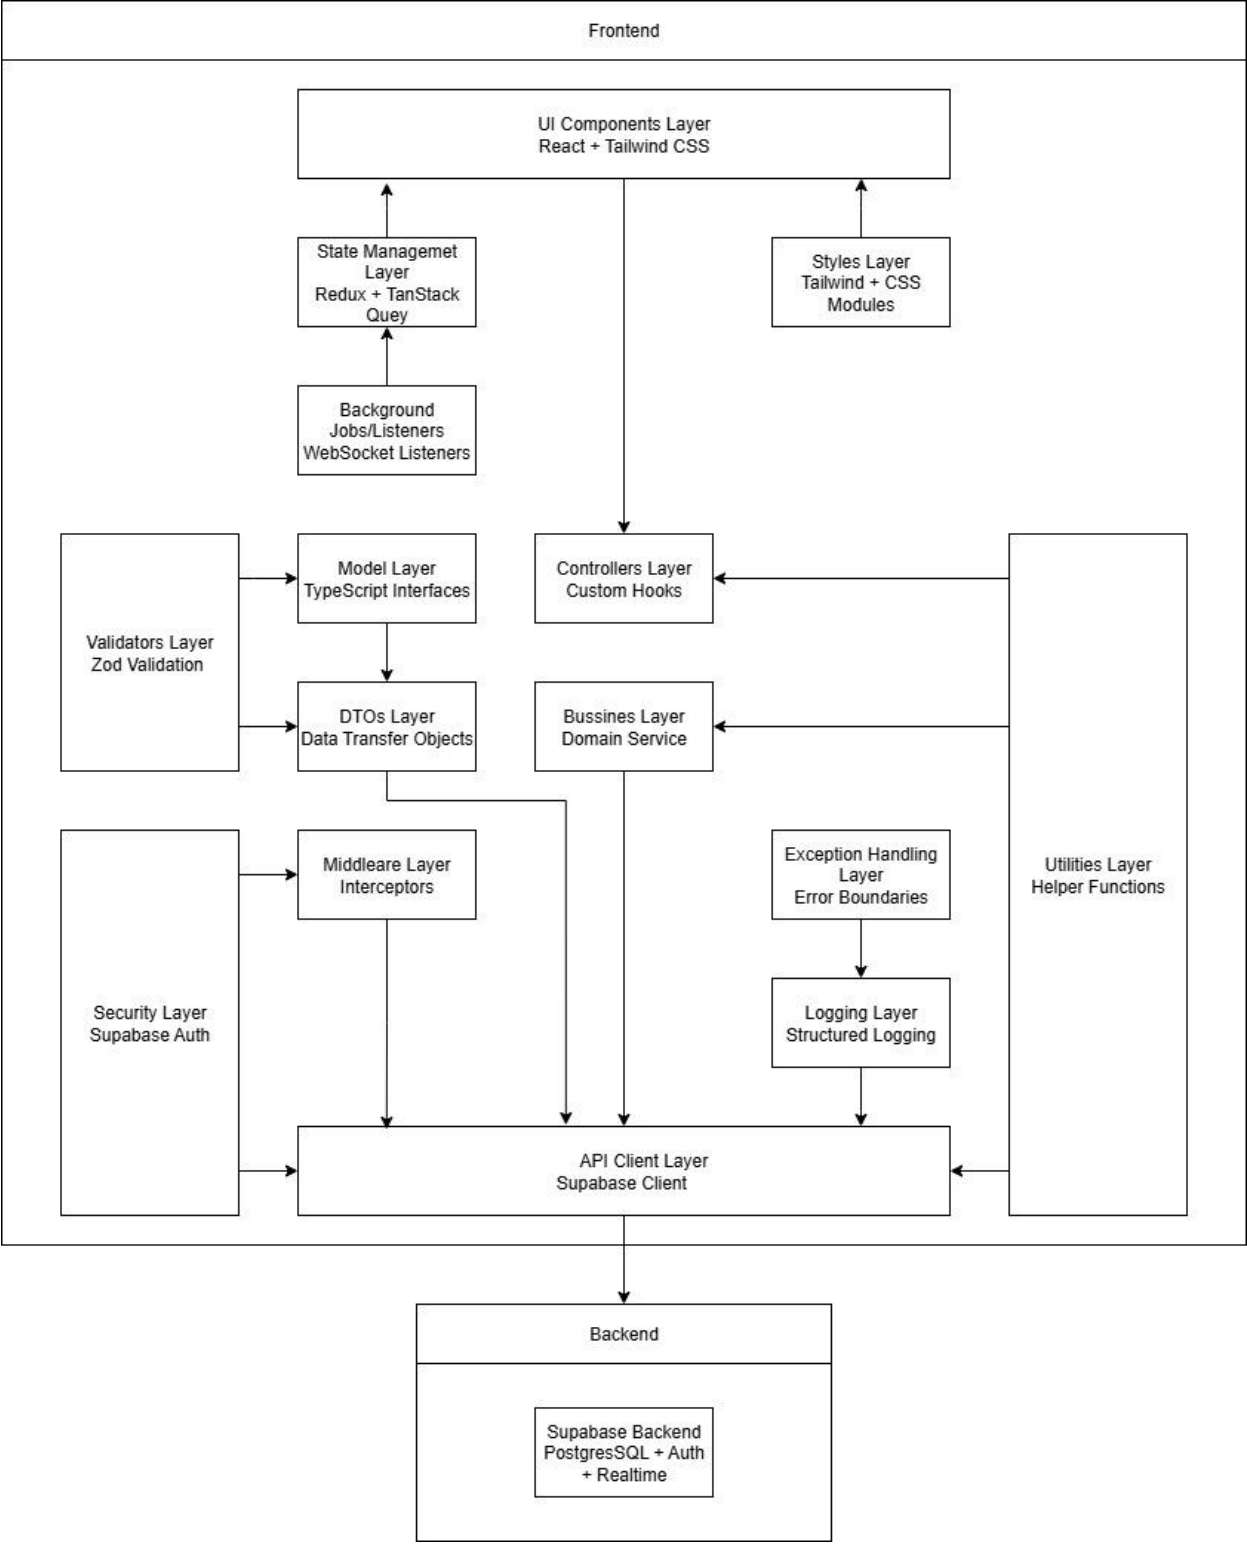 Frontend
UI Components Layer
React + Tailwind CSS
State Managemet
Layer
Redux + TanStack
Quey
Styles Layer
Tailwind + CSS
Modules
Background
Jobs/Listeners
WebSocket Listeners
Validators Layer
Zod Validation
Model Layer
TypeScript Interfaces
Controllers Layer
Custom Hooks
DTOs Layer
Data Transfer Objects
Bussines Layer
Domain Service
Utilities Layer
Helper Functions
Security Layer
Supabase Auth
Middleare Layer
Interceptors
Exception Handling
Layer
Error Boundaries
Logging Layer
Structured Logging
API Client Layer
Supabase Client
Backend
Supabase Backend
PostgresSQL + Auth
+ Realtime